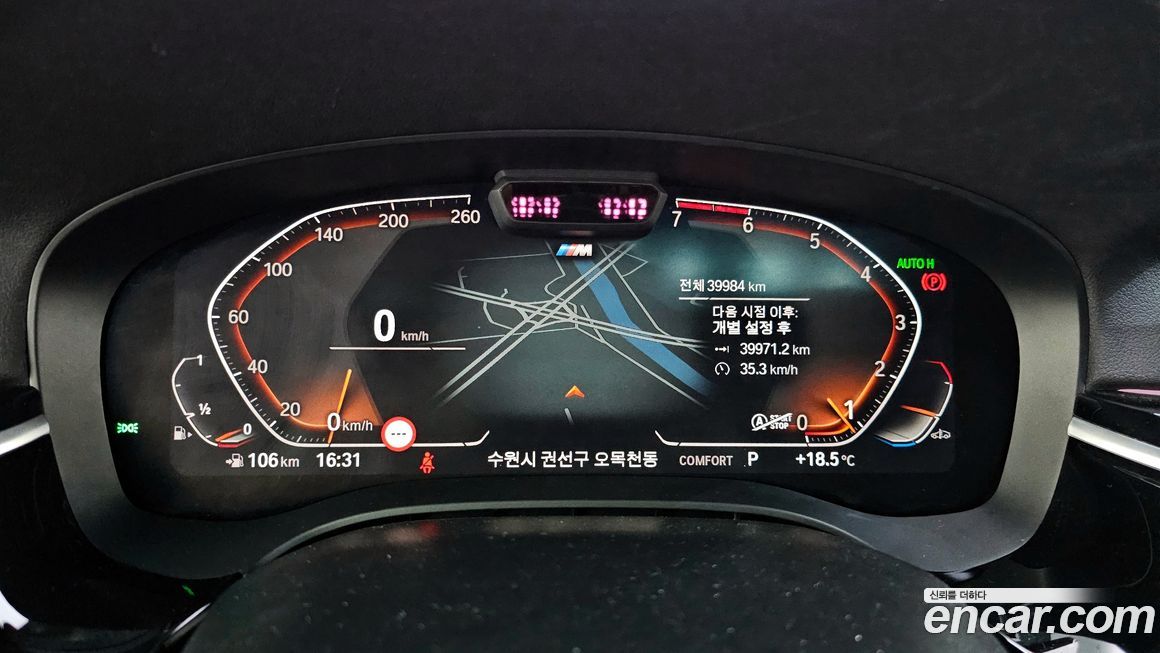 260
200
140
100
60
40
20
0 km/h
0 km/h
1
½
0
106 km
16:31
---
M
7
6
5
4
3
2
1
0
AUTO H
P
전체 39984 km
다음 시점 이후:
개별 설정 후
39971.2 km
35.3 km/h
A START
STOP
수원시 권선구 오목천동
COMFORT P
+18.5 °C
신뢰를 더하다
encar.com